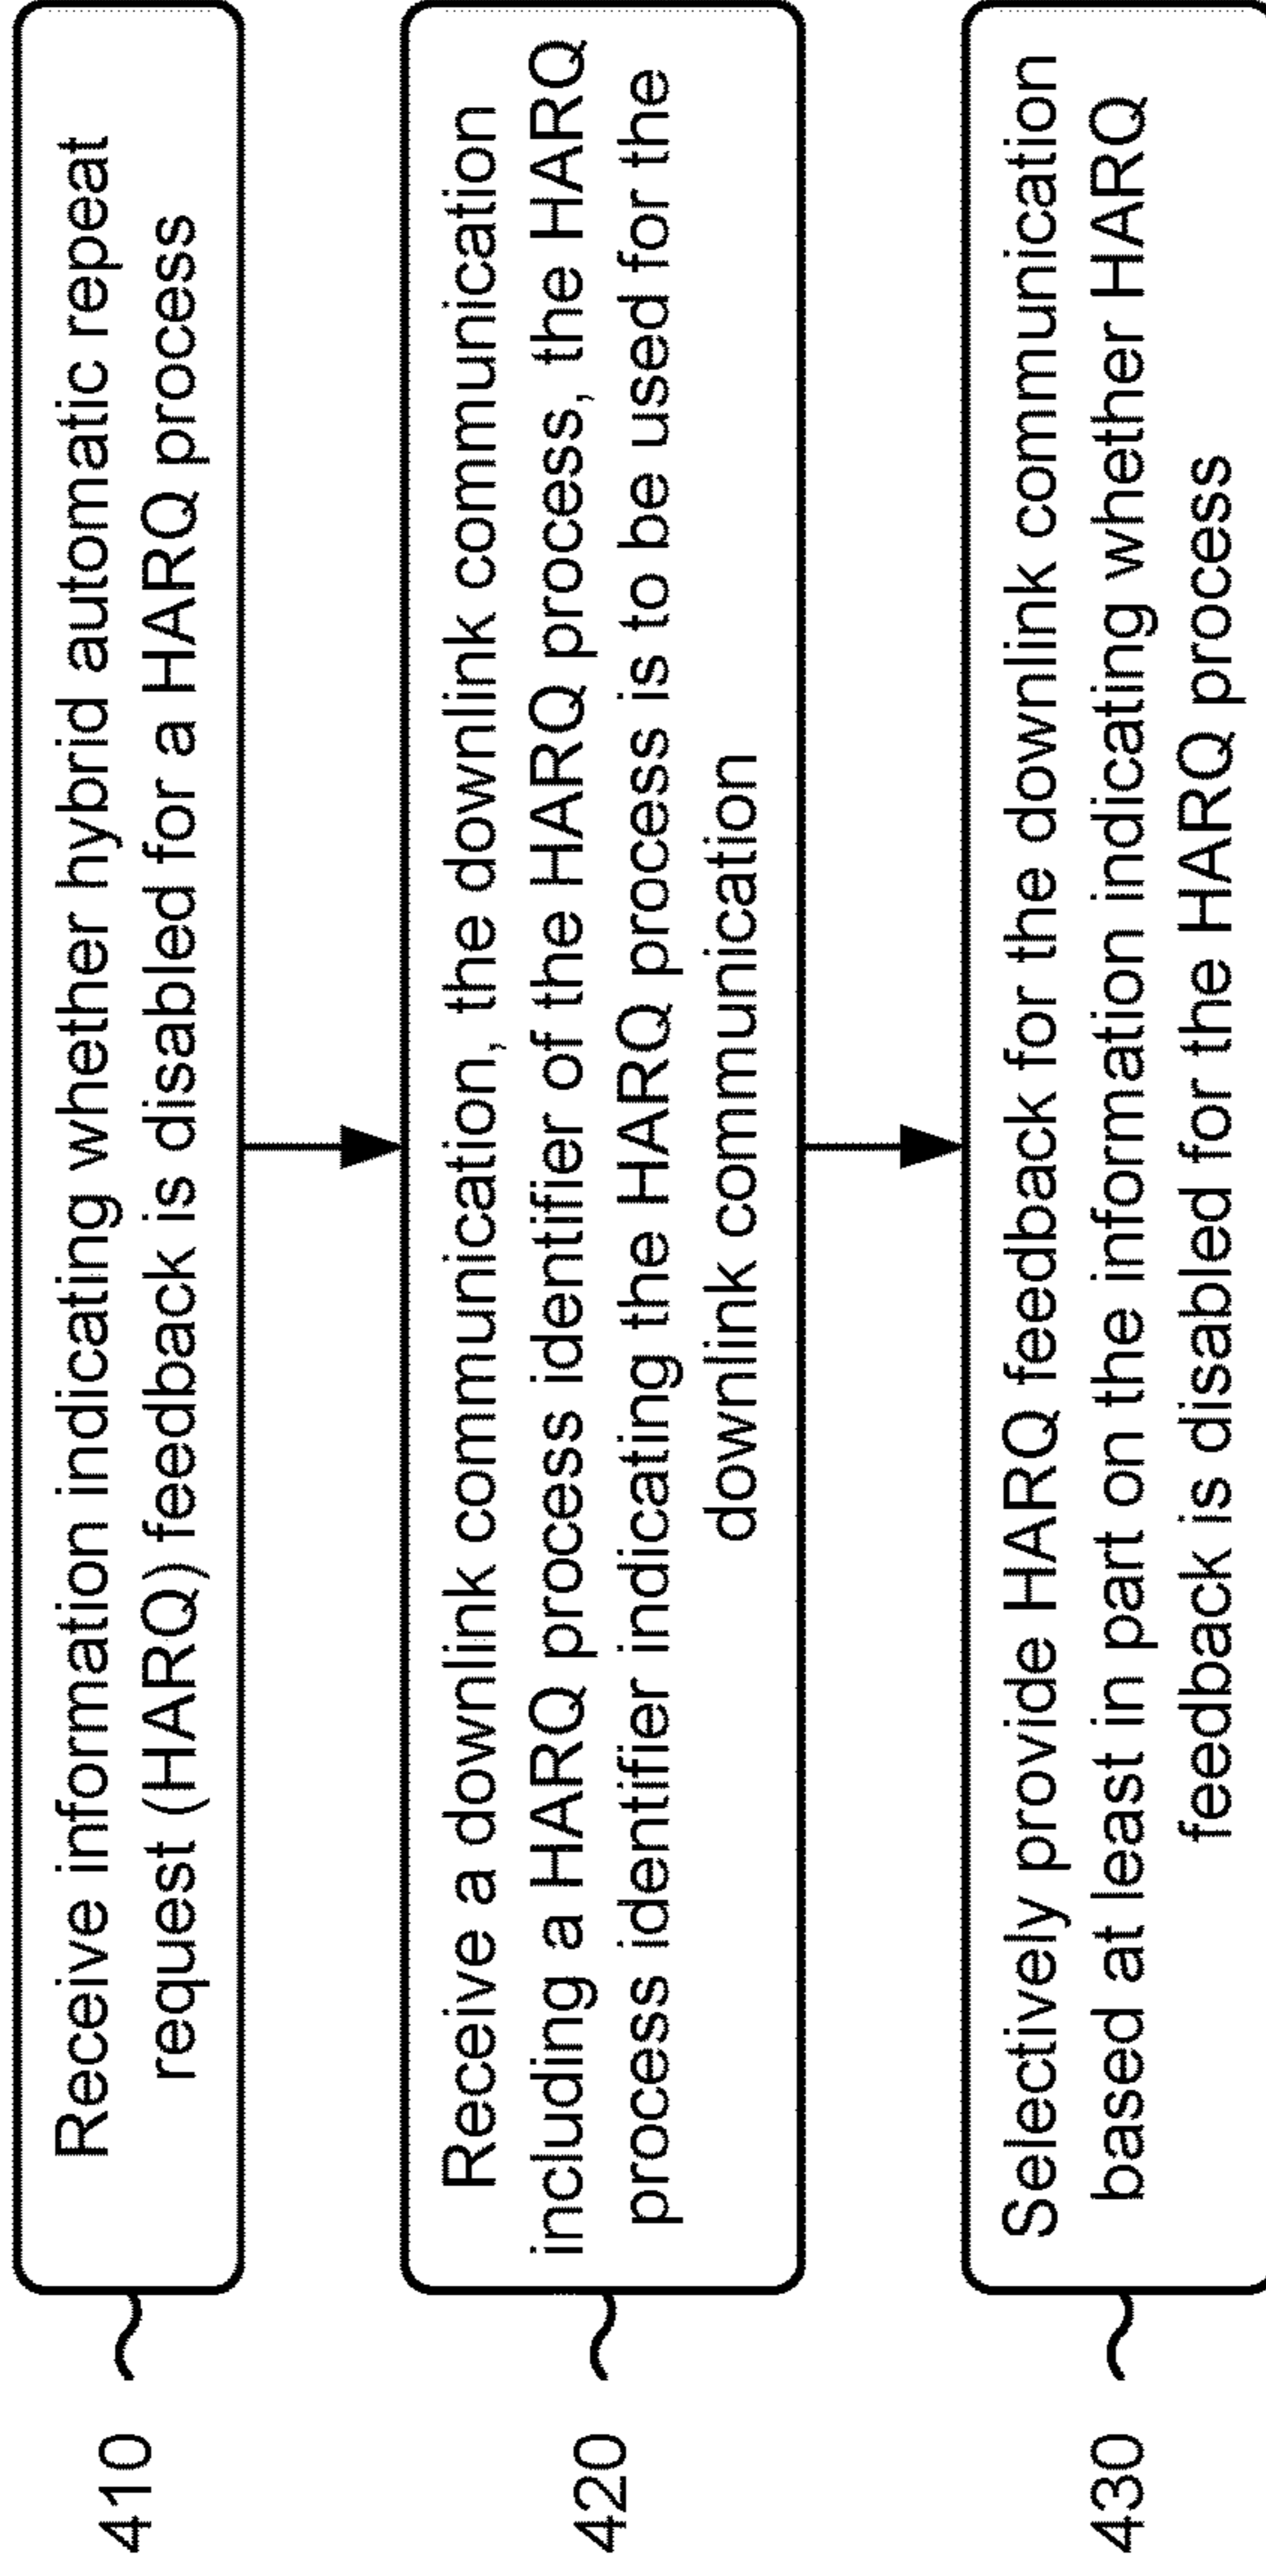 410
Receive information indicating whether hybrid automatic repeat
request (HARQ) feedback is disabled for a HARQ process
420
Receive a downlink communication, the downlink communication
including a HARQ process identifier of the HARQ process, the HARQ
process identifier indicating the HARQ process is to be used for the
downlink communication
430
Selectively provide HARQ feedback for the downlink communication
based at least in part on the information indicating whether HARQ
feedback is disabled for the HARQ process